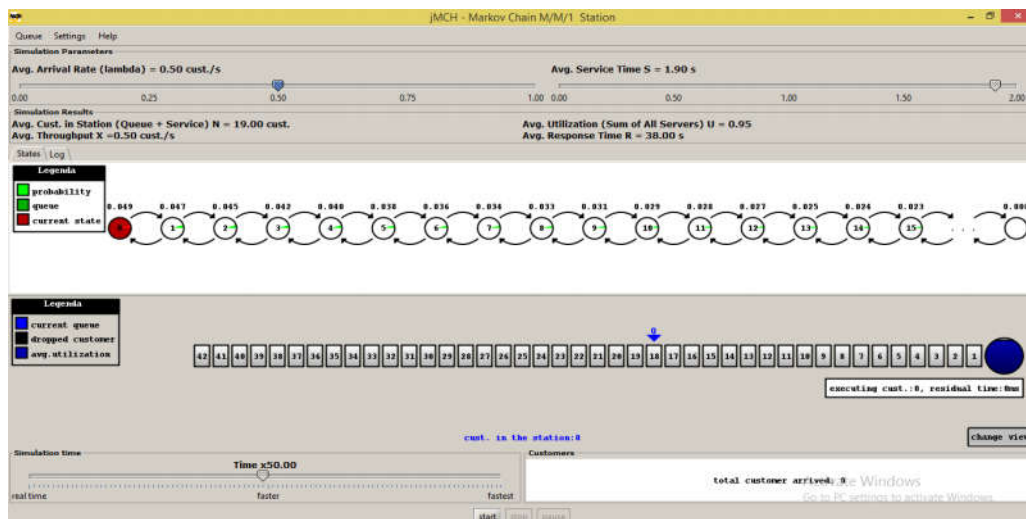 jMCH - Markov Chain M/M/1 Station
Queue Settings Help
Simulation Parameters
Avg. Arrival Rate (lambda) = 0.50 cust./s
Avg. Service Time S = 1.90 s
0.00 0.25 0.50 0.75 1.00
0.00 0.50 1.00 1.50 2.00
Simulation Results
Avg. Cust. in Station (Queue + Service) N = 19.00 cust.
Avg. Utilization (Sum of All Servers) U = 0.95
Avg. Throughput X =0.50 cust./s
Avg. Response Time R = 38.00 s
States Log
Legenda
probability
queue
current state
0.049 0.047 0.045 0.042 0.040 0.038 0.036 0.034 0.033 0.031 0.029 0.028 0.027 0.025 0.024 0.023
1 2 3 4 5 6 7 8 9 10 11 12 13 14 15 . . .
Legenda
current queue
dropped customer
avg.utilization
0
42 41 40 39 38 37 36 35 34 33 32 31 30 29 28 27 26 25 24 23 22 21 20 19 18 17 16 15 14 13 12 11 10 9 8 7 6 5 4 3 2 1
executing cust.:0, residual time:0ms
cust. in the station:0
change view
Simulation time
Time x50.00
real time faster fastest
Customers
total customer arrived: 0
Activate Windows
Go to PC settings to activate Windows.
start stop pause